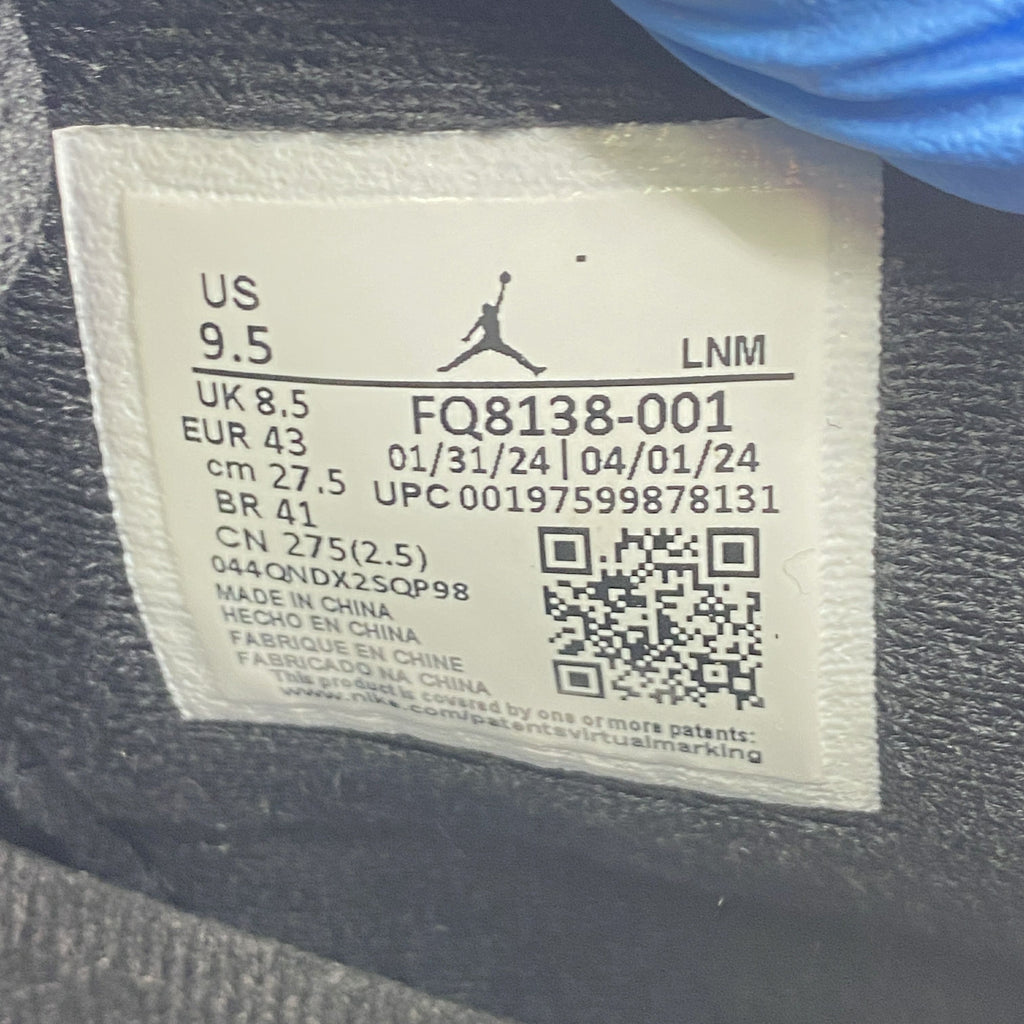 US
9.5
LNM
UK 8.5
EUR 43
cm 27.5
BR 41
CN 275(2.5)
FQ8138-001
01/31/24 | 04/01/24
UPC 00197599878131
044QNDX2SQP98
MADE IN CHINA
HECHO EN CHINA
FABRIQUE EN CHINE
FABRICADO NA CHINA
This product is covered by one or more patents:
www.nike.com/patentsvirtualmarking